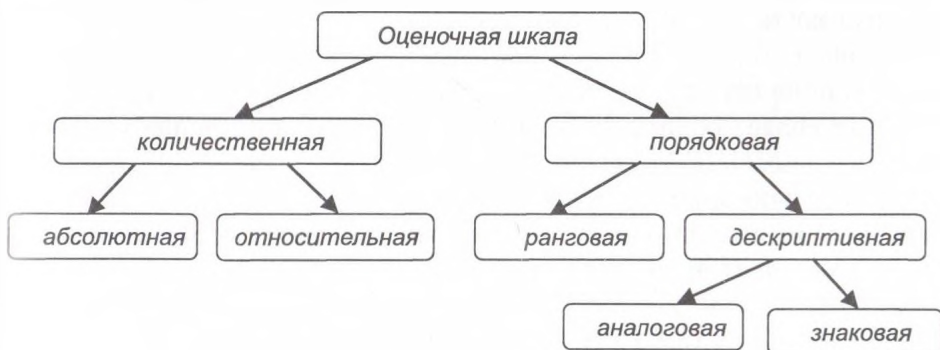 Оценочная шкала
количественная порядковая
абсолютная относительная ранговая дескриптивная
аналоговая знаковая